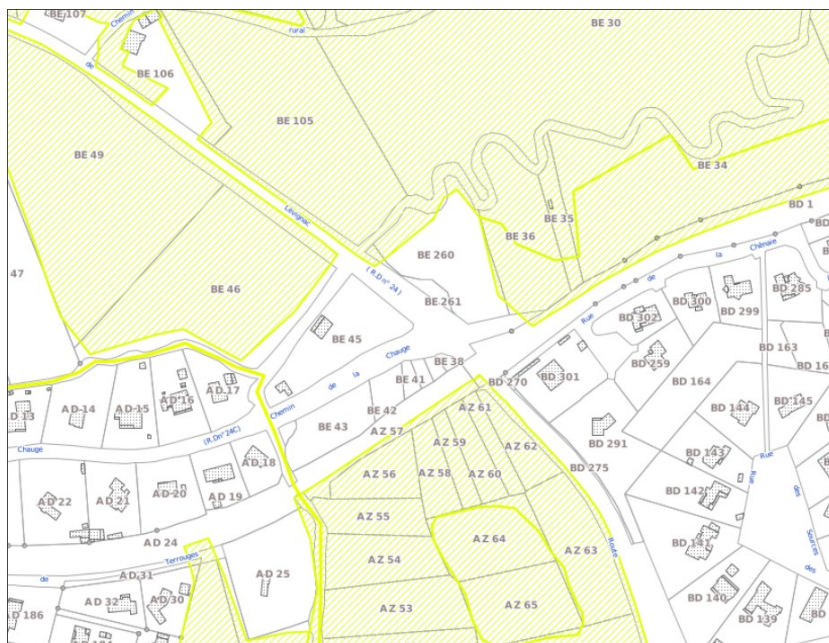 BE 107
Chemin
rural
BE 30
de
BE 106
BE 105
BE 49
BE 34
BD 1
Lévignac
BE 35
BE 36
47
BE 260
la
Chênaie
(R.D n° 24)
de
BE 46
BE 261
BD 285
BD 300
BD 299
Rue
BD 302
BE 45
Chauge
la
BD 259
BD 163
BE 38
BE 41
de
BD 270
BD 301
BD 164
AD 17
AD 16
AZ 61
BD 145
Chemin
BE 42
BD 144
AD 14
AD 15
BE 43
AZ 57
(R.Dn°24C)
AZ 59
AZ 62
BD 291
Chauge
AD 18
BD 143
Rue
BD 275
AZ 56
AZ 58
AZ 60
Rue
AD 22
AD 21
AD 20
AD 19
BD 142
des
AZ 55
Sources
AD 24
AZ 64
BD 141
AZ 63
Route
Terrouges
AZ 54
des
de
AD 31
AD 25
AD 32
AD 30
BD 140
AZ 53
AZ 65
AD 186
BD 139